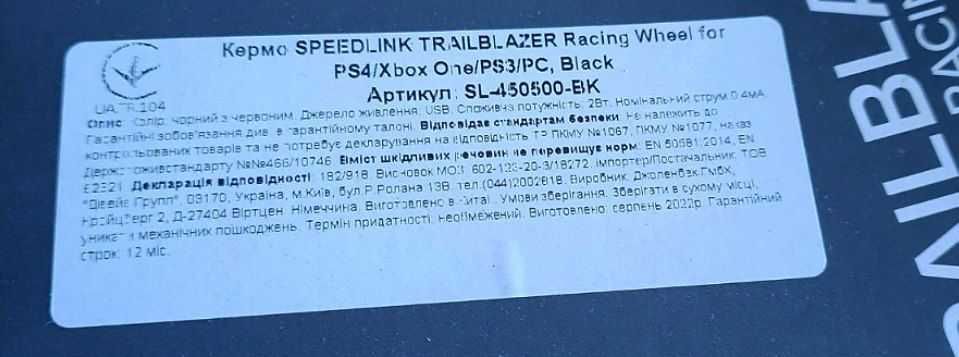 Кермо SPEEDLINK TRAILBLAZER Racing Wheel for
PS4/Xbox One/PS3/PC, Black
Артикул: SL-450500-BK
UA.TR.104
Опис: Колір: чорний з червоним. Джерело живлення: USB. Споживна потужність: 2Вт. Номінальний струм 0.4мА.
Гарантійні зобов'язання див. в гарантійному талоні. Відповідає стандартам безпеки. Не належить до
контрольованих товарів та не потребує декларування на відповідність ТР ПКМУ №1067, ПКМУ №1077, наказ
Держспоживстандарту №№466/10746. Вміст шкідливих речовин не перевищує норм: EN 50581:2014, EN
Декларація відповідності: 182/918. Висновок МОЗ: 602-123-20-3/18272. Імпортер/Постачальник: ТОВ
Групп". 03170, Україна, м.Київ, бул.Р.Ролана 13В. тел.(044)2002818. Виробник: Джоленбек Гмбх,
2, Д-27404 Німеччина. Виготовлено в Китаї. Умови зберігання: Зберігати в сухому місці,
уникати механічних пошкоджень. Термін придатності: необмежений. Виготовлено: серпень 2022р. Гарантійний
строк: 12 міс.
RACIN
TRAILBLA